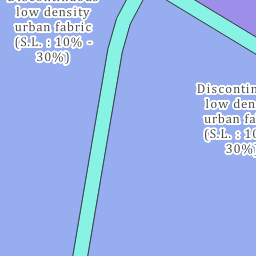 low density
urban fabric
(S.L. : 10% -
30%)
Discontin
low den
urban fa
(S.L. : 10
30%)